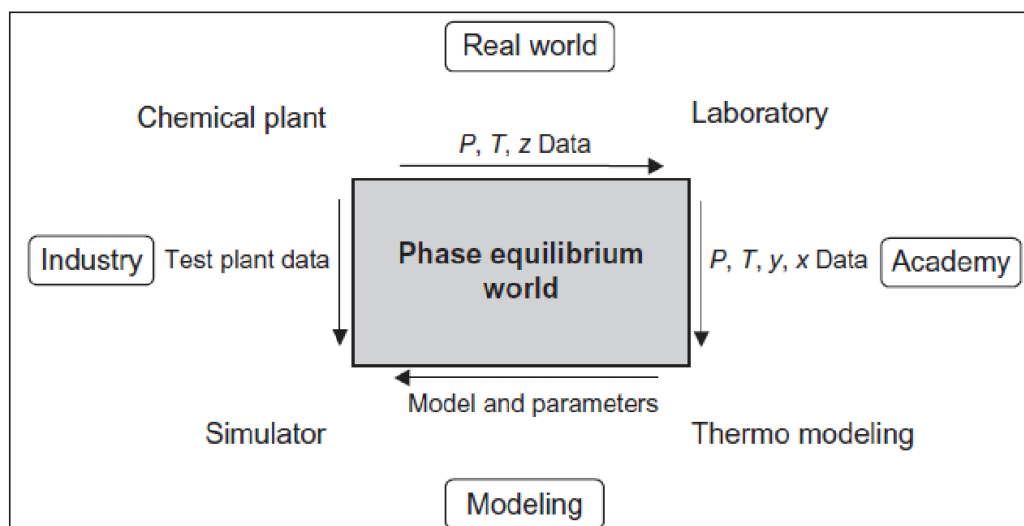 Real world
Chemical plant
Laboratory
P, T, z Data
Industry
Test plant data
Phase equilibrium
world
P, T, y, x Data
Academy
Model and parameters
Simulator
Thermo modeling
Modeling